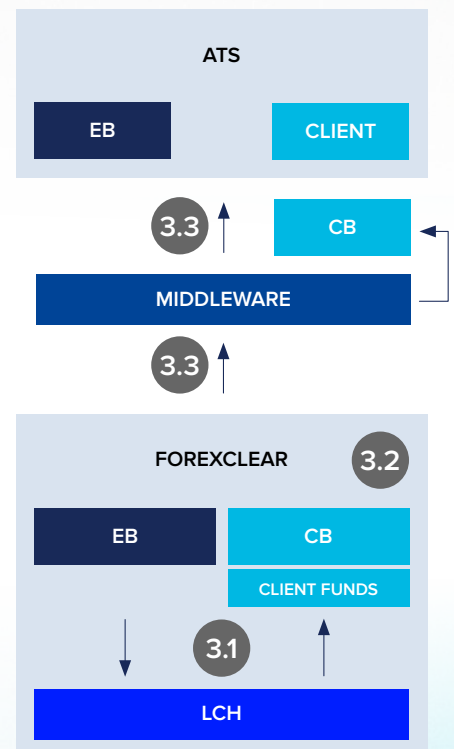 ATS
EB
CLIENT
3.3
CB
MIDDLEWARE
3.3
FOREXCLEAR
3.2
EB
CB
CLIENT FUNDS
3.1
LCH